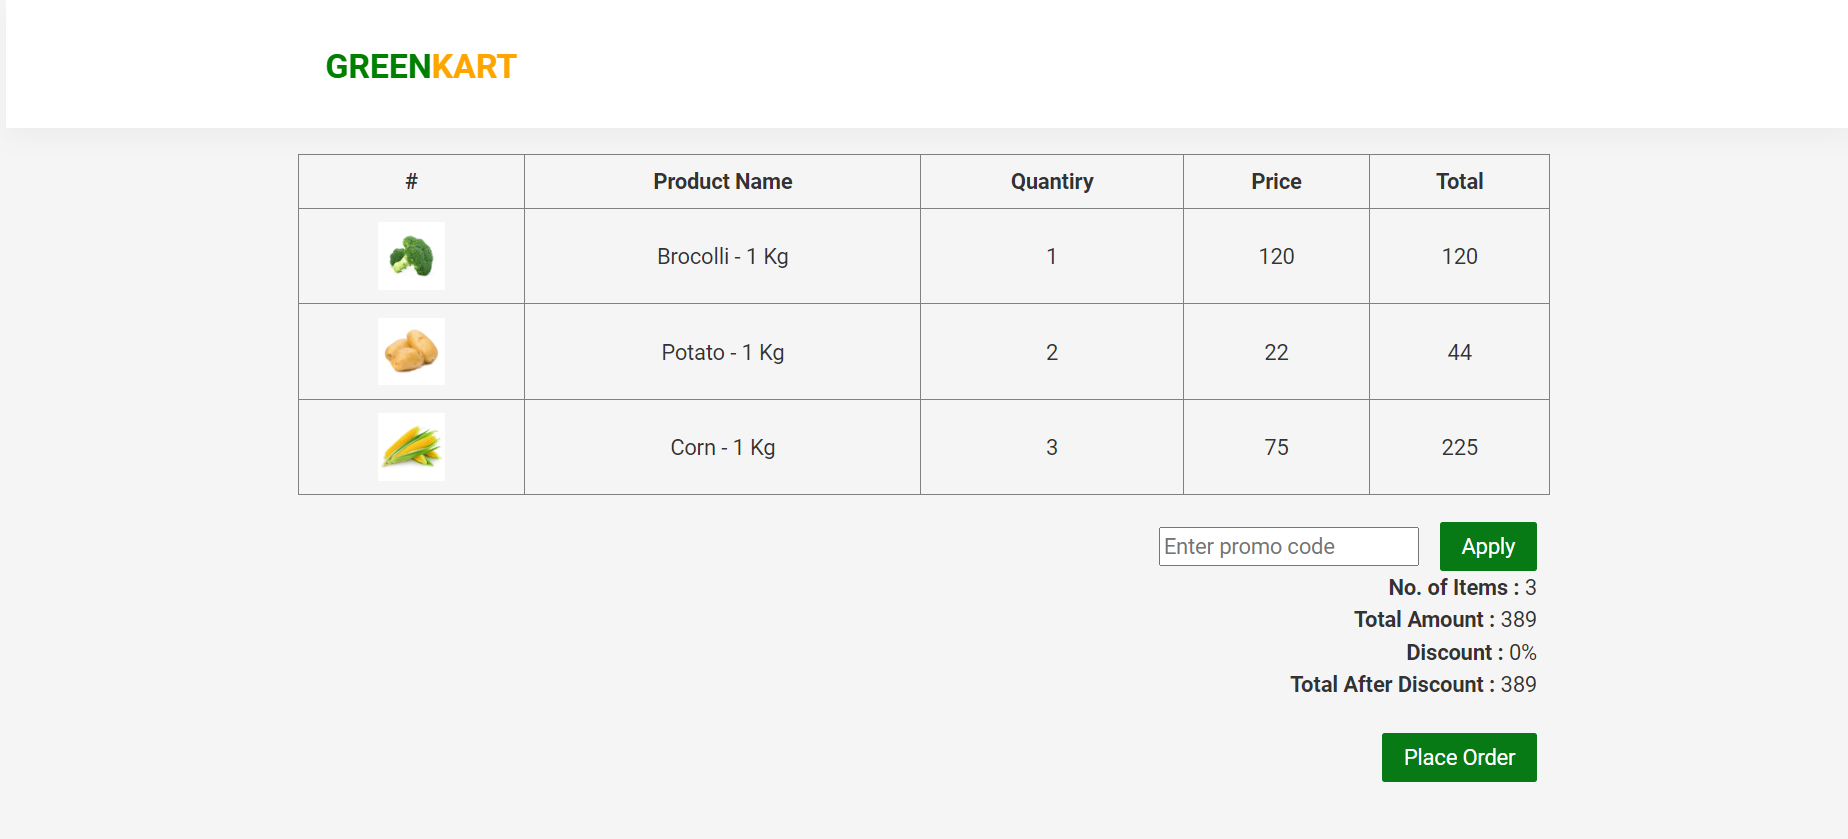 GREENKART
# Product Name Quantiry Price Total
Brocolli - 1 Kg 1 120 120
Potato - 1 Kg 2 22 44
Corn - 1 Kg 3 75 225
Enter promo code Apply
No. of Items : 3
Total Amount : 389
Discount : 0%
Total After Discount : 389
Place Order